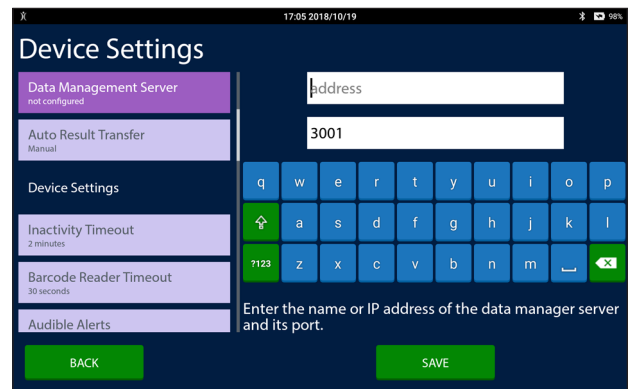 17:05 2018/10/19
98%
Device Settings
Data Management Server
not configured
Auto Result Transfer
Manual
Device Settings
Inactivity Timeout
2 minutes
Barcode Reader Timeout
30 seconds
Audible Alerts
address
3001
q w e r t y u i o p
a s d f g h j k l
?123 z x c v b n m
Enter the name or IP address of the data manager server
and its port.
BACK
SAVE